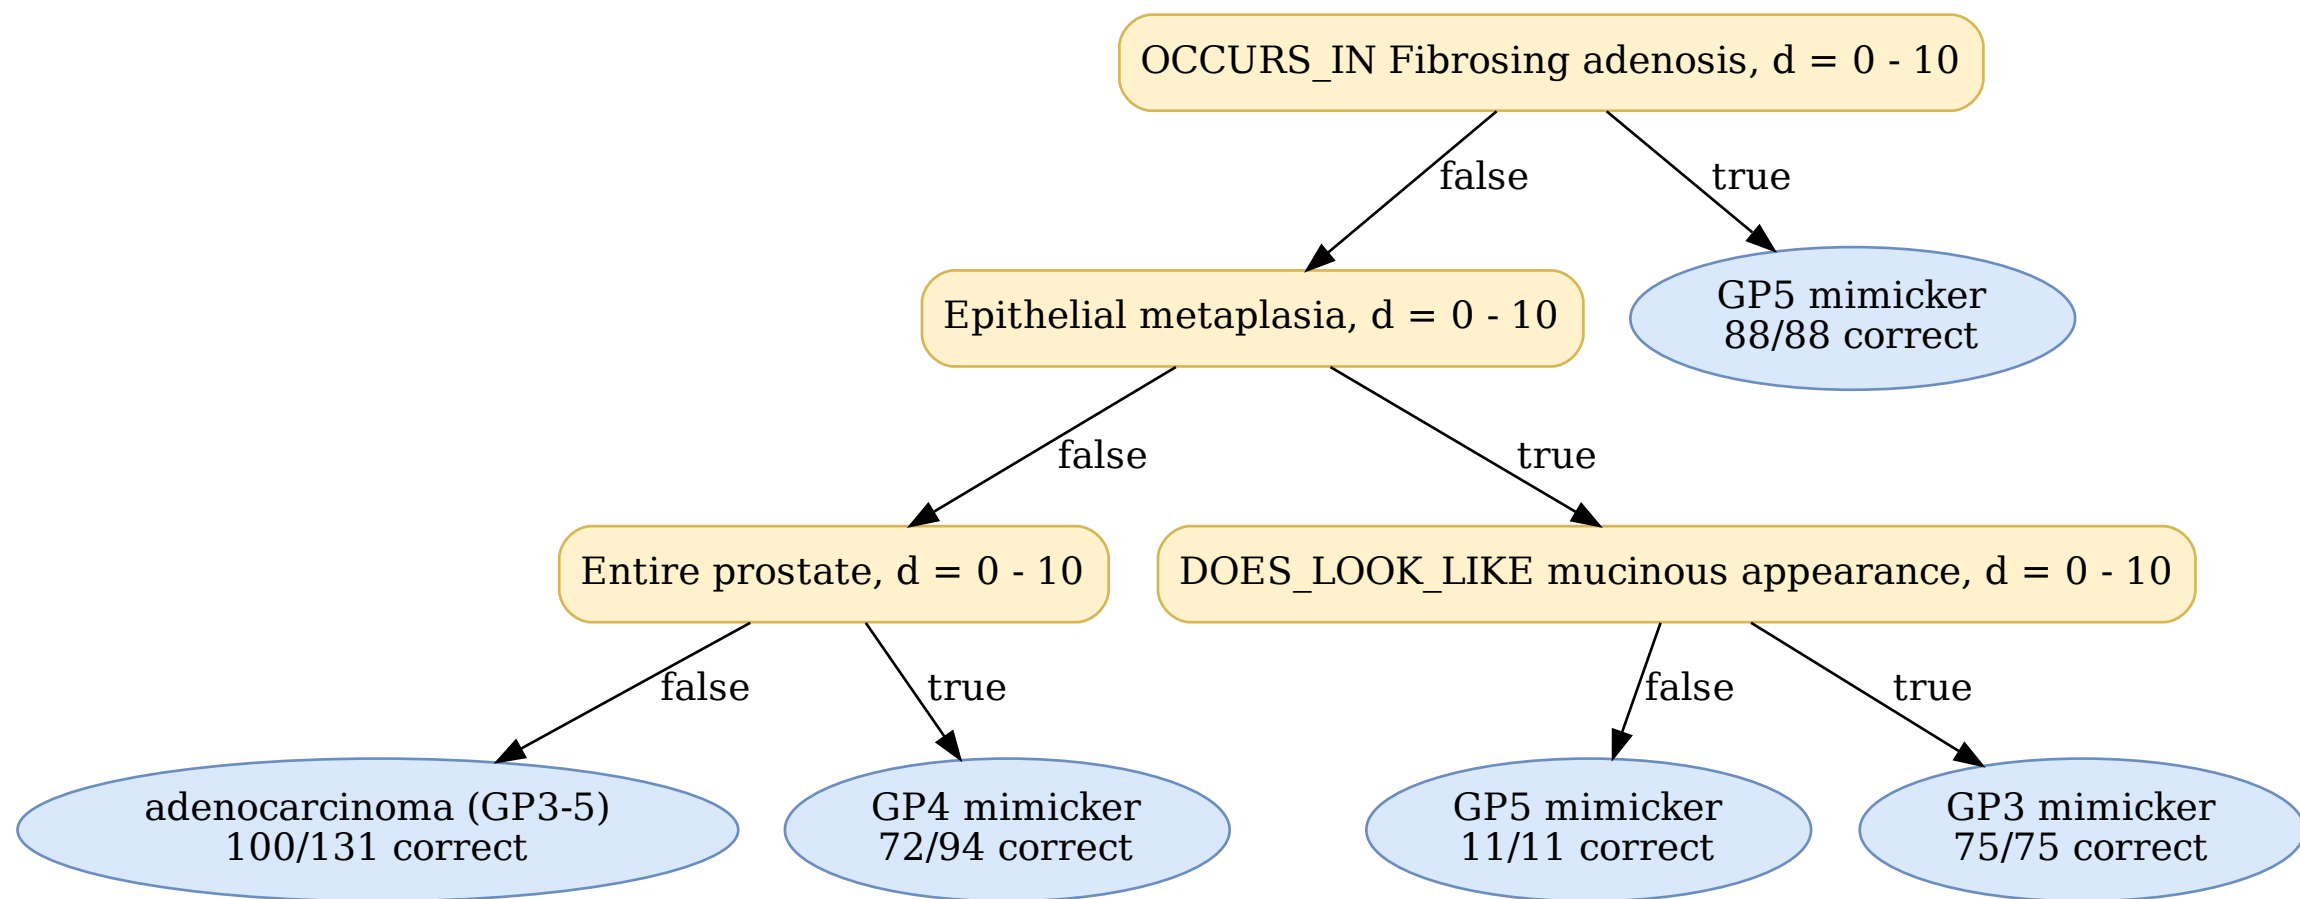 OCCURS_IN Fibrosing adenosis, d = 0 - 10
false
true
Epithelial metaplasia, d = 0 - 10
GP5 mimicker
88/88 correct
false
true
Entire prostate, d = 0 - 10
DOES_LOOK_LIKE mucinous appearance, d = 0 - 10
false
true
false
true
adenocarcinoma (GP3-5)
100/131 correct
GP4 mimicker
72/94 correct
GP5 mimicker
11/11 correct
GP3 mimicker
75/75 correct